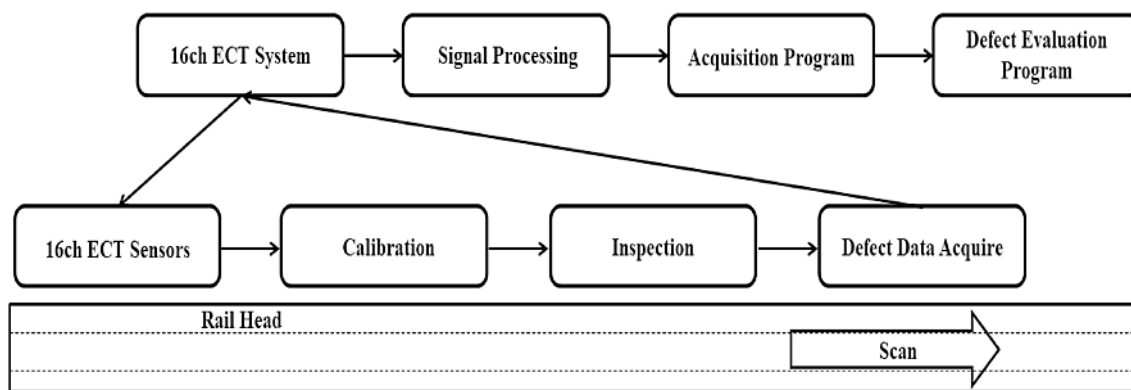 16ch ECT System
Signal Processing
Acquisition Program
Defect Evaluation
Program
16ch ECT Sensors
Calibration
Inspection
Defect Data Acquire
Rail Head
Scan